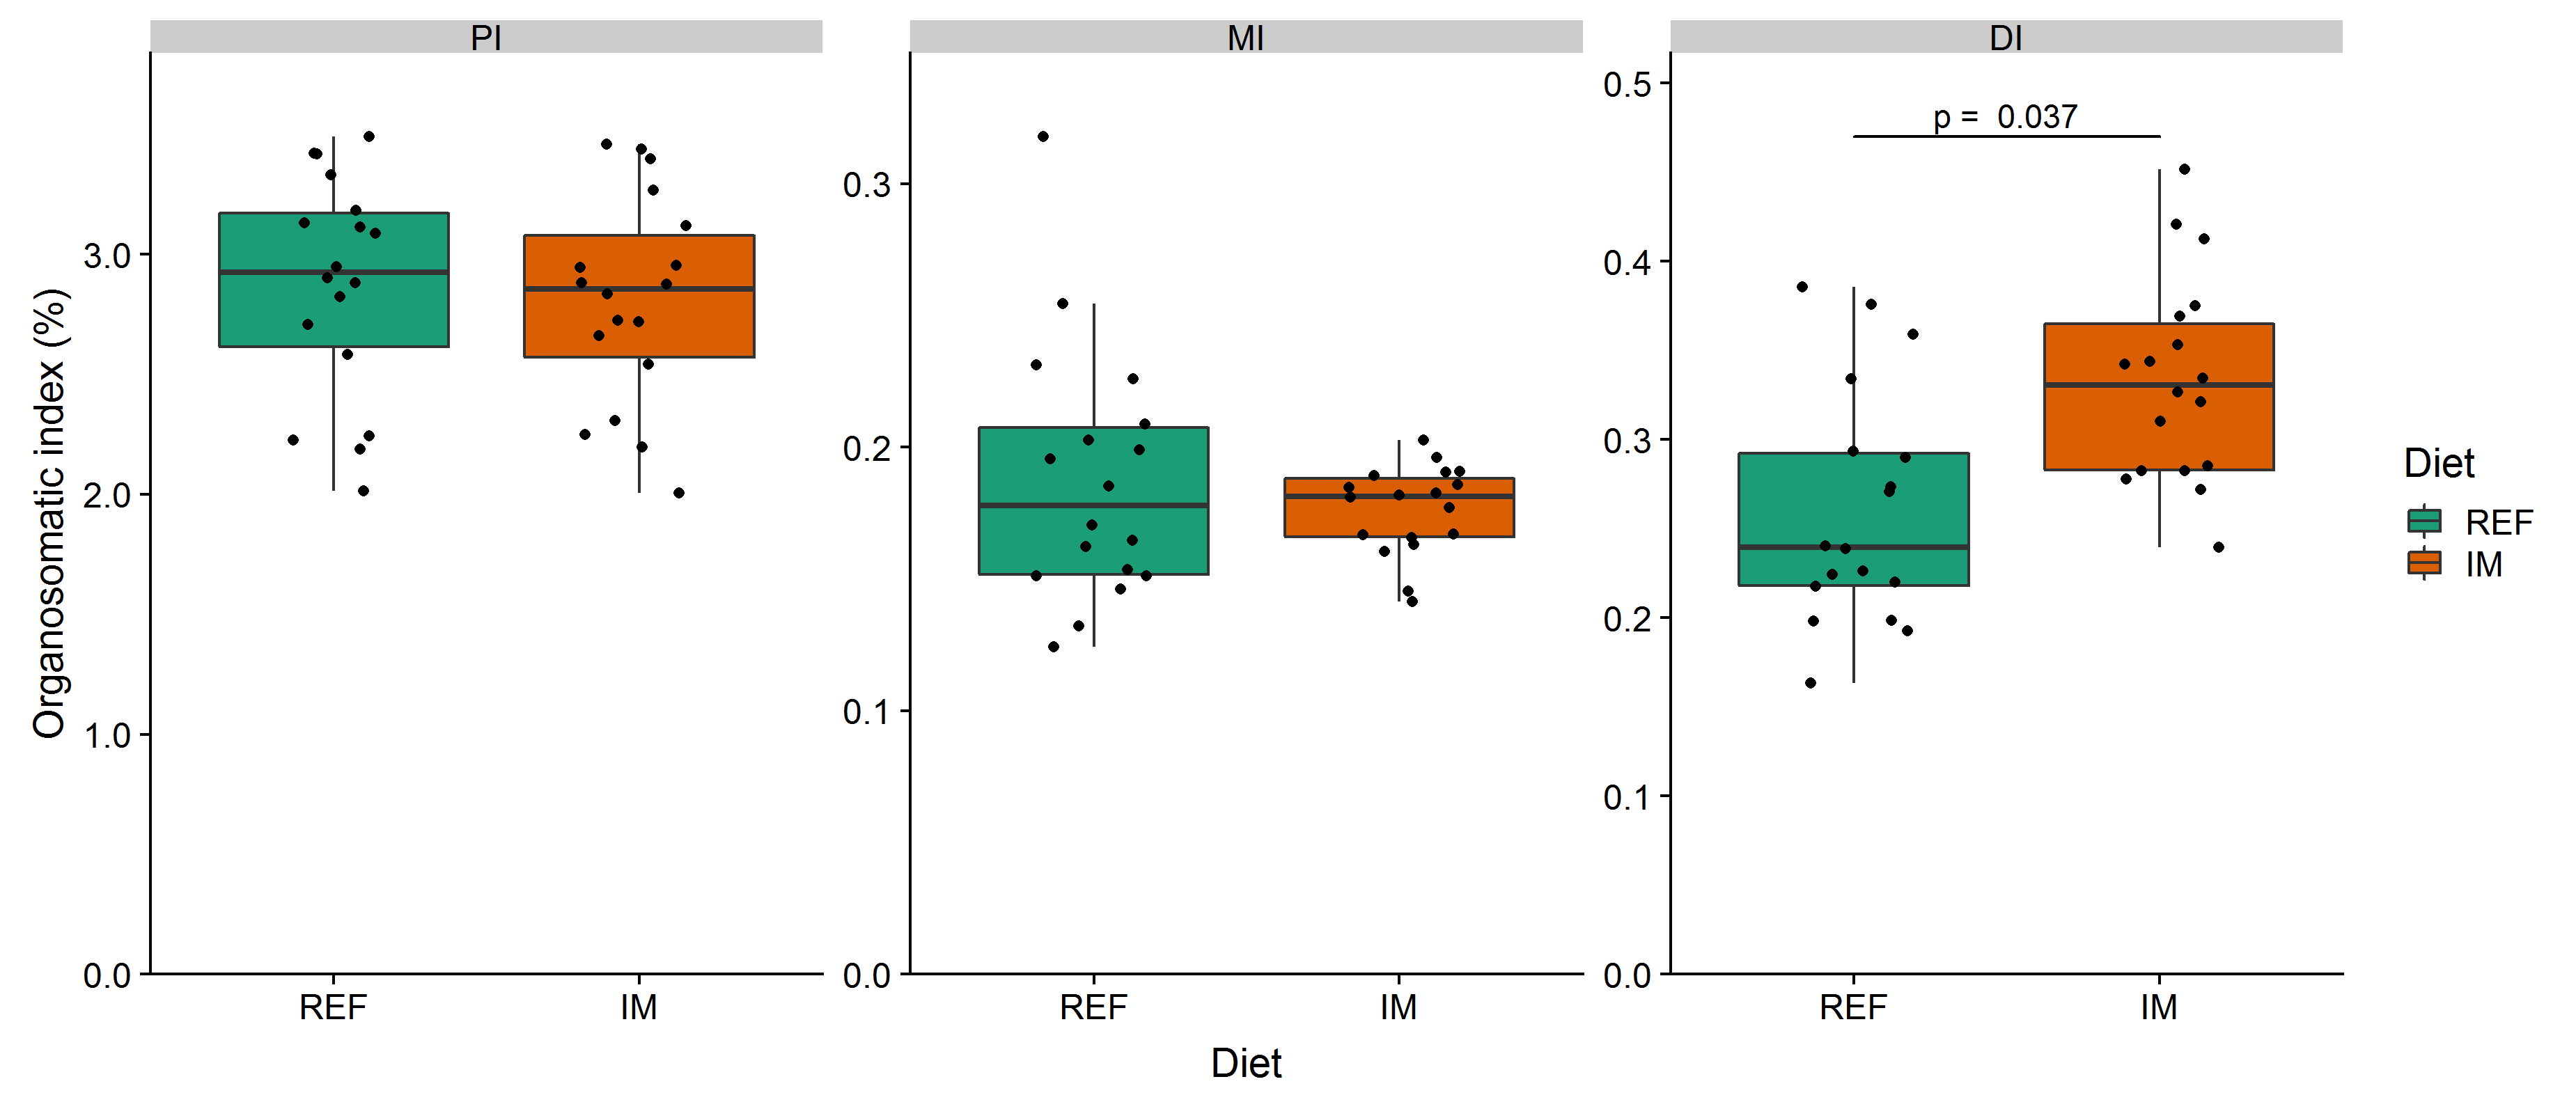 PI
MI
DI
Organosomatic index (%)
3.0
2.0
1.0
0.0
0.3
0.2
0.1
0.0
0.5
0.4
0.3
0.2
0.1
0.0
p = 0.037
REF
IM
REF
IM
REF
IM
Diet
Diet
REF
IM